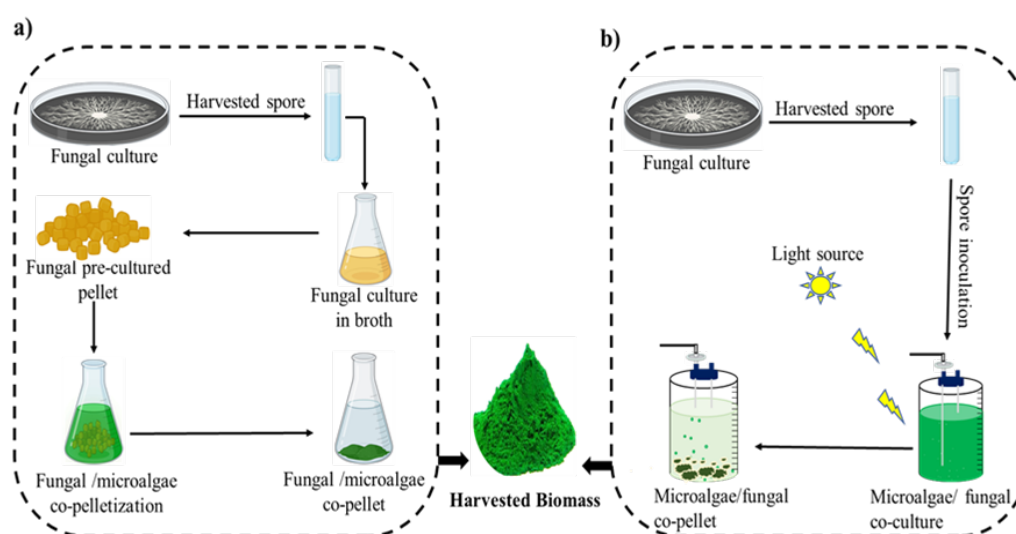 a)
Harvested spore
Fungal culture
Fungal pre-cultured
pellet
Fungal culture
in broth
Fungal /microalgae
co-pelletization
Fungal /microalgae
co-pellet
Harvested Biomass
b)
Harvested spore
Fungal culture
Spore inoculation
Light source
Microalgae/fungal
co-pellet
Microalgae/ fungal
co-culture